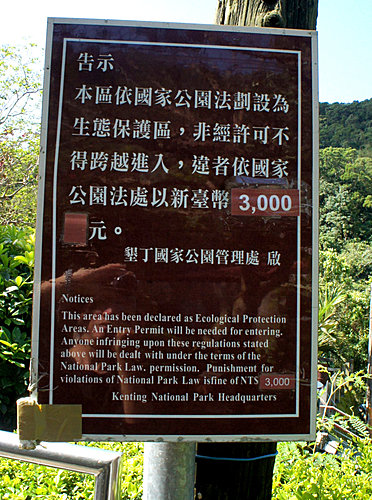 告示
本區依國家公園法劃設為
生態保護區，非經許可不
得跨越進入，違者依國家
公園法處以新臺幣 3,000
元。
墾丁國家公園管理處 啟
Notices
This area has been declared as Ecological Protection
Areas. An Entry Permit will be needed for entering.
Anyone infringing upon these regulations stated
above will be dealt with under the terms of the
National Park Law, permission. Punishment for
violations of National Park Law isfine of NTS 3,000
Kenting National Park Headquarters